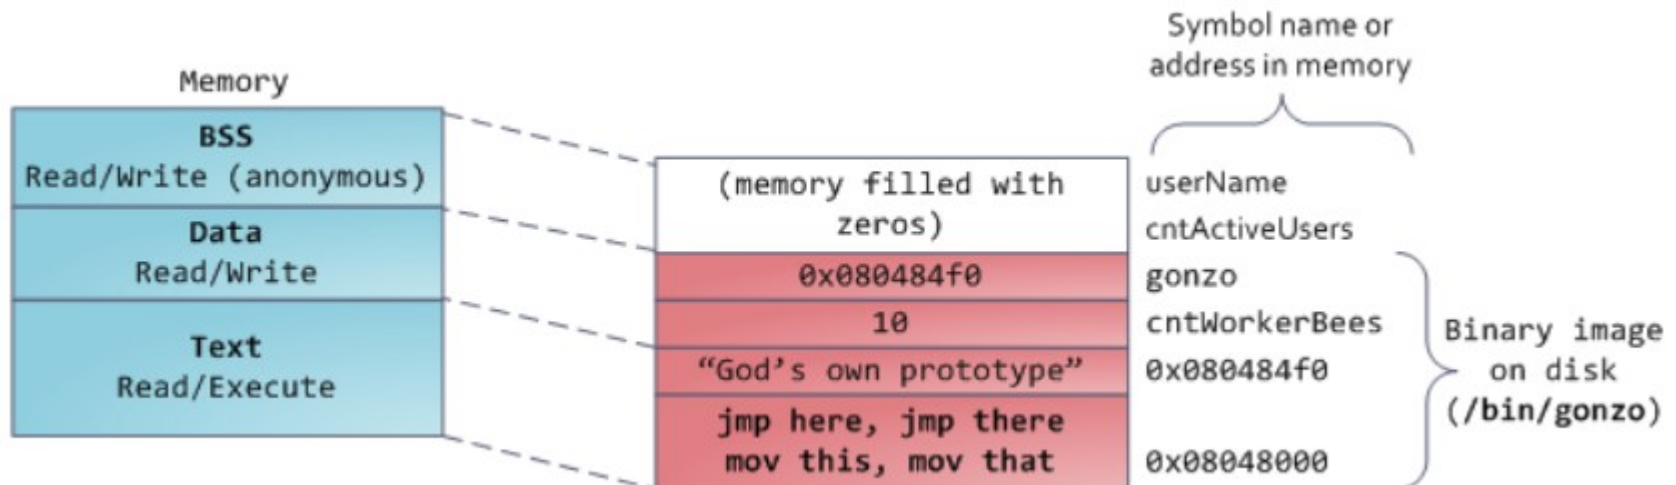 Symbol name or
address in memory
Memory
BSS
Read/Write (anonymous)
Data
Read/Write
Text
Read/Execute
(memory filled with
zeros)
userName
cntActiveUsers
0x080484f0
gonzo
10
cntWorkerBees
“God’s own prototype”
0x080484f0
jmp here, jmp there
mov this, mov that
0x08048000
Binary image
on disk
(/bin/gonzo)